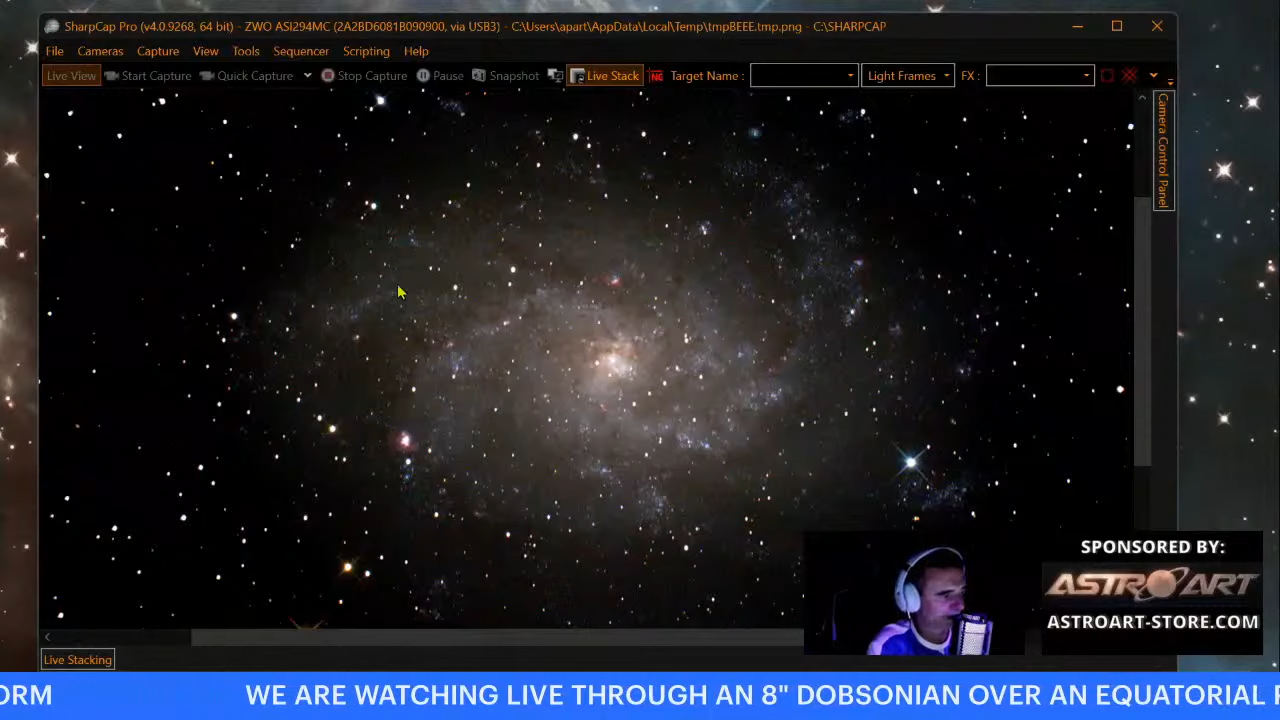 SharpCap Pro (v4.0.9268, 64 bit) - ZWO ASI294MC (2A2BD6081B090900, via USB3) - C:\Users\apart\AppData\Local\Temp\tmpBEEE.tmp.png - C:\SHARPCAP
File Cameras Capture View Tools Sequencer Scripting Help
Live View Start Capture Quick Capture Stop Capture Pause Snapshot Live Stack NC Target Name : Light Frames FX :
Camera Control Panel
SPONSORED BY:
ASTROART
ASTROART-STORE.COM
Live Stacking
ORM WE ARE WATCHING LIVE THROUGH AN 8" DOBSONIAN OVER AN EQUATORIAL